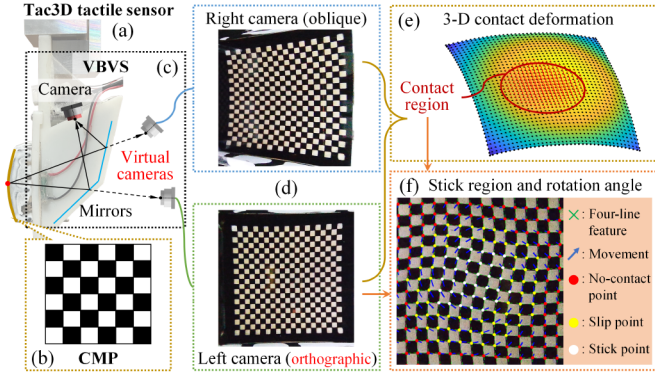 Tac3D tactile sensor
(a)
VBVS
(c)
Camera
Virtual
cameras
Mirrors
(b)
CMP
Right camera (oblique)
(d)
Left camera (orthographic)
(e)
3-D contact deformation
Contact
region
(f)
Stick region and rotation angle
: Four-line
feature
: Movement
: No-contact
point
: Slip point
: Stick point